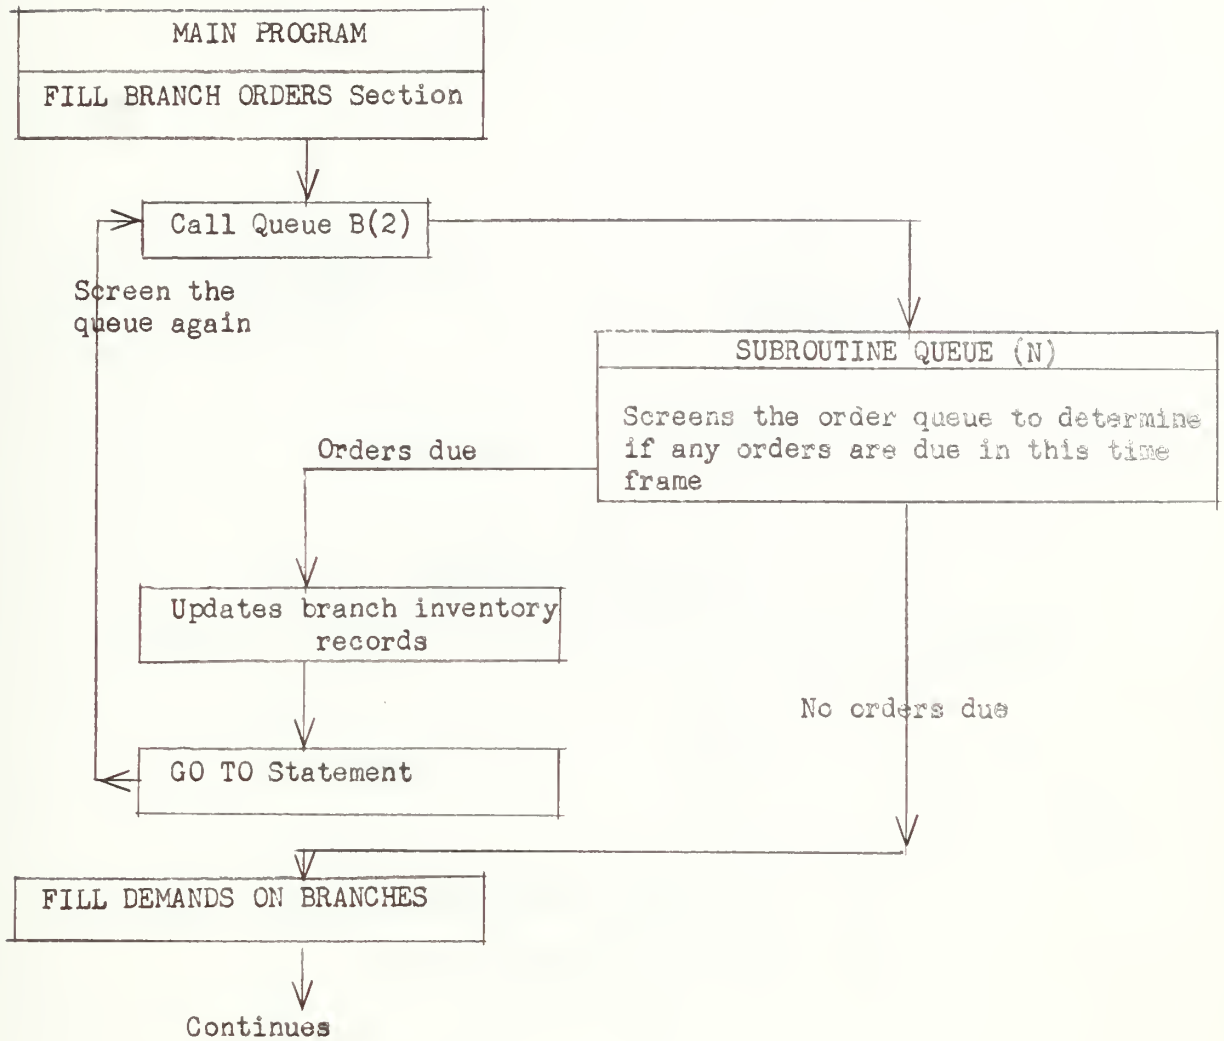 MAIN PROGRAM
FILL BRANCH ORDERS Section
Call Queue B(2)
Screen the
queue again
SUBROUTINE QUEUE (N)
Screens the order queue to determine
if any orders are due in this time
frame
Orders due
Updates branch inventory
records
No orders due
GO TO Statement
FILL DEMANDS ON BRANCHES
Continues